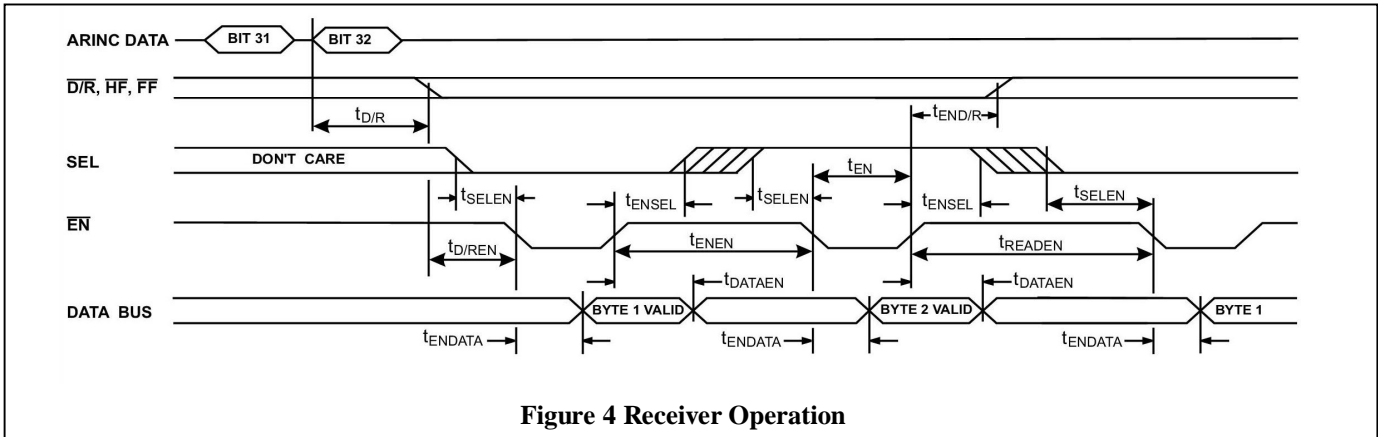 ARINC DATA BIT 31 BIT 32
D/R, HF, FF
tD/R tEND/R
SEL DON'T CARE
tEN
tSELEN tENSEL tSELEN tENSEL tSELEN
EN
tD/REN tENEN tREADEN
tDATAEN tDATAEN
DATA BUS BYTE 1 VALID BYTE 2 VALID BYTE 1
tENDATA tENDATA tENDATA
Figure 4 Receiver Operation